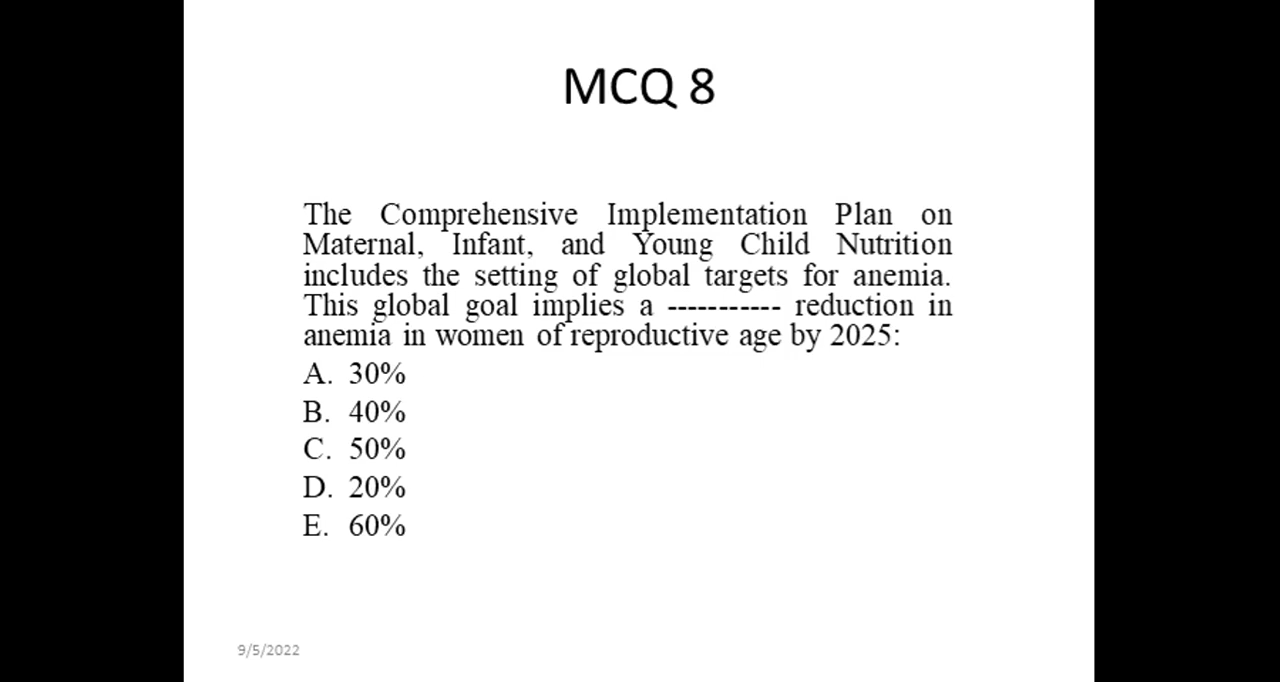 MCQ 8
The Comprehensive Implementation Plan on
Maternal, Infant, and Young Child Nutrition
includes the setting of global targets for anemia.
This global goal implies a ----------- reduction in
anemia in women of reproductive age by 2025:
A. 30%
B. 40%
C. 50%
D. 20%
E. 60%
9/5/2022